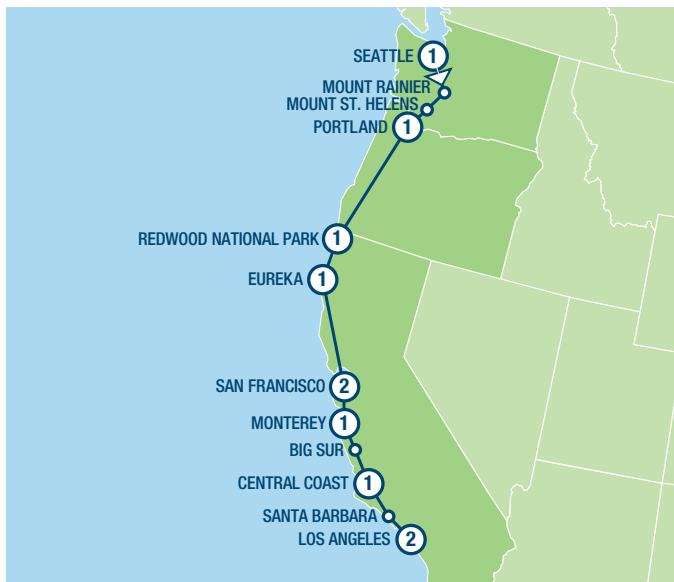 SEATTLE 1
MOUNT RAINIER
MOUNT ST. HELENS
PORTLAND 1
REDWOOD NATIONAL PARK 1
EUREKA 1
SAN FRANCISCO 2
MONTEREY 1
BIG SUR
CENTRAL COAST 1
SANTA BARBARA
LOS ANGELES 2